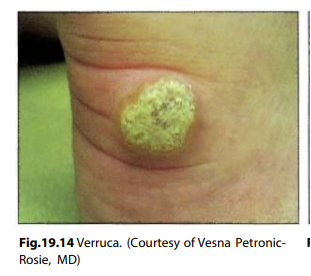 Fig.19.14 Verruca. (Courtesy of Vesna Petronic-
Rosie, MD)